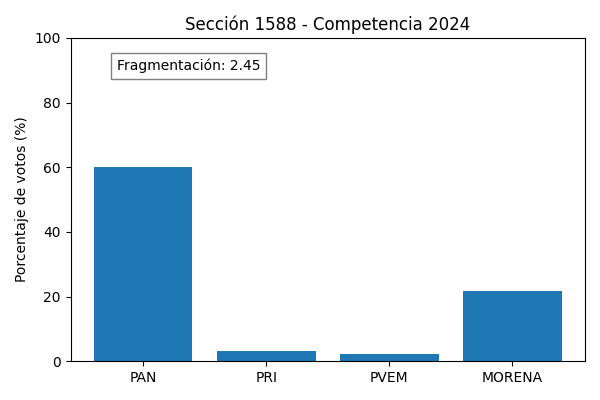 Sección 1588 - Competencia 2024
Fragmentación: 2.45
Porcentaje de votos (%)
100
80
60
40
20
0
PAN PRI PVEM MORENA